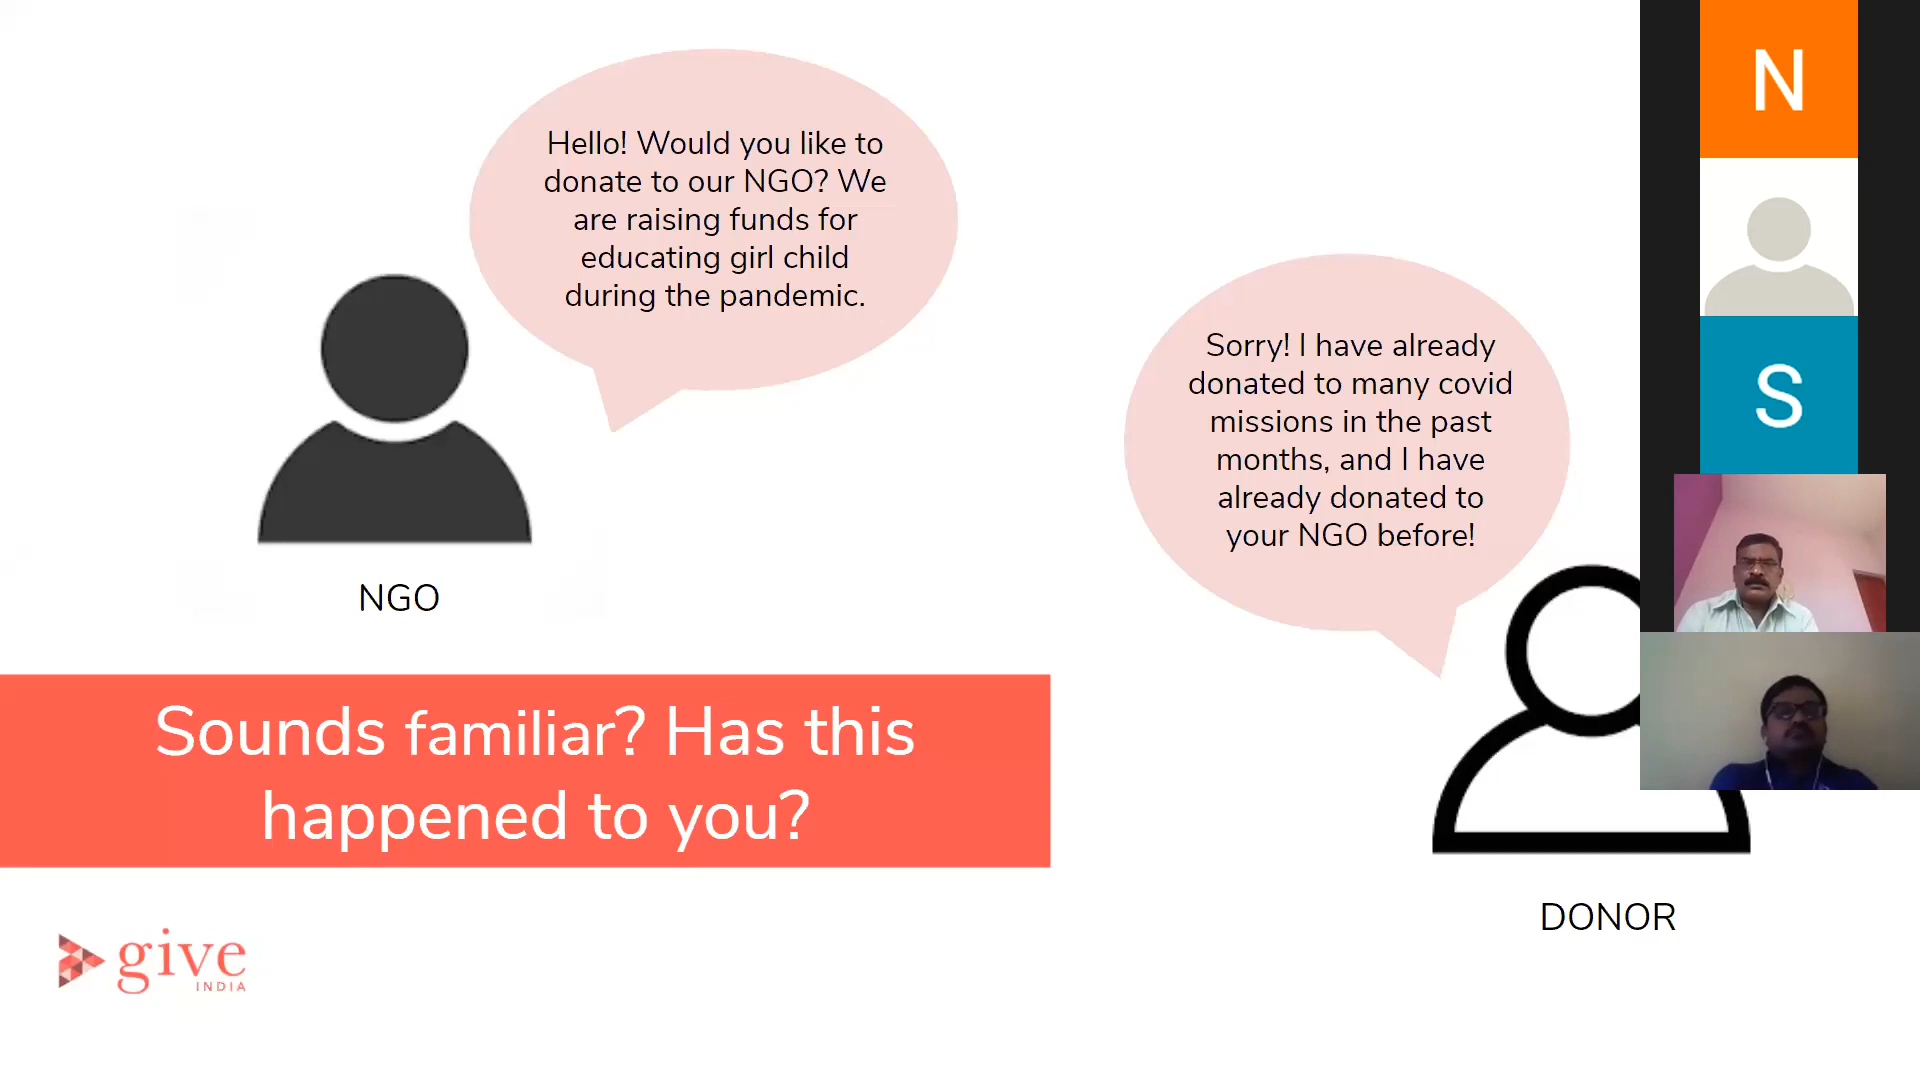 Hello! Would you like to
donate to our NGO? We
are raising funds for
educating girl child
during the pandemic.
NGO
Sorry! I have already
donated to many covid
missions in the past
months, and I have
already donated to
your NGO before!
DONOR
Sounds familiar? Has this
happened to you?
give
INDIA
N
S